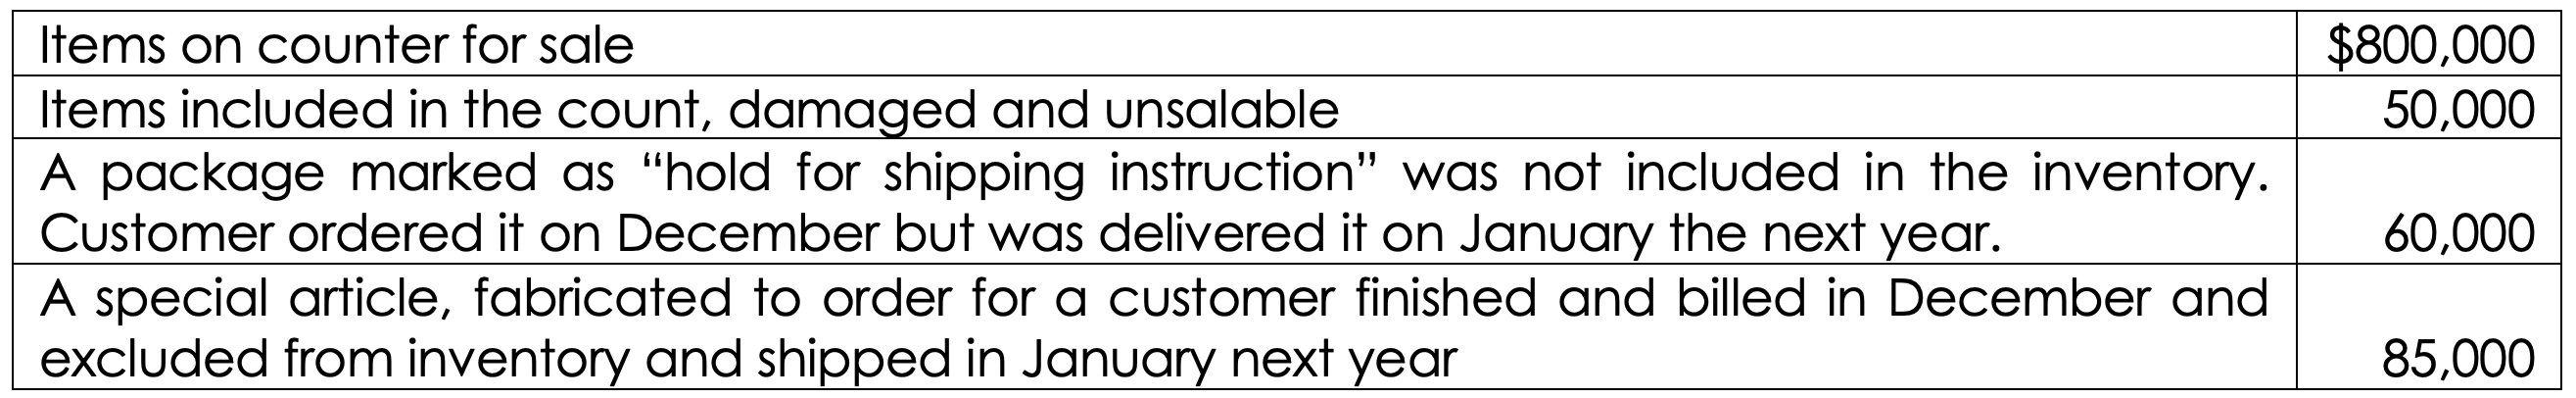 Items on counter for sale $800,000
Items included in the count, damaged and unsalable 50,000
A package marked as “hold for shipping instruction” was not included in the inventory.
Customer ordered it on December but was delivered it on January the next year. 60,000
A special article, fabricated to order for a customer finished and billed in December and
excluded from inventory and shipped in January next year 85,000